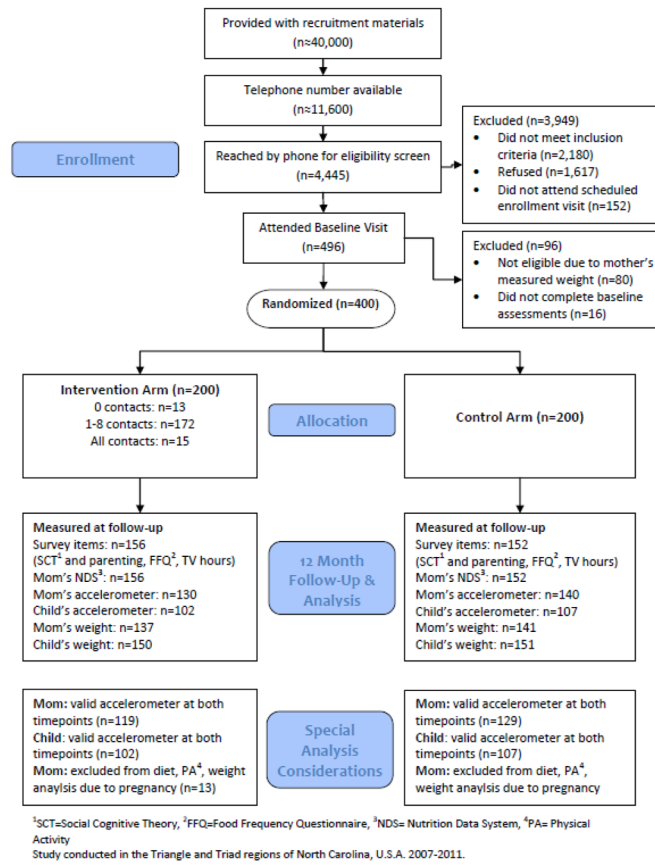 Provided with recruitment materials
(n≈40,000)
Telephone number available
(n≈11,600)
Enrollment
Reached by phone for eligibility screen
(n=4,445)
Excluded (n=3,949)
• Did not meet inclusion
criteria (n=2,180)
• Refused (n=1,617)
• Did not attend scheduled
enrollment visit (n=152)
Attended Baseline Visit
(n=496)
Excluded (n=96)
• Not eligible due to mother's
measured weight (n=80)
• Did not complete baseline
assessments (n=16)
Randomized (n=400)
Intervention Arm (n=200)
0 contacts: n=13
1-8 contacts: n=172
All contacts: n=15
Allocation
Control Arm (n=200)
Measured at follow-up
Survey items: n=156
(SCT¹ and parenting, FFQ², TV hours)
Mom's NDS³: n=156
Mom's accelerometer: n=130
Child's accelerometer: n=102
Mom's weight: n=137
Child's weight: n=150
12 Month
Follow-Up &
Analysis
Measured at follow-up
Survey items: n=152
(SCT¹ and parenting, FFQ², TV hours)
Mom's NDS³: n=152
Mom's accelerometer: n=140
Child's accelerometer: n=107
Mom's weight: n=141
Child's weight: n=151
Mom: valid accelerometer at both
timepoints (n=119)
Child: valid accelerometer at both
timepoints (n=102)
Mom: excluded from diet, PA⁴, weight
anaylsis due to pregnancy (n=13)
Special
Analysis
Considerations
Mom: valid accelerometer at both
timepoints (n=129)
Child: valid accelerometer at both
timepoints (n=107)
Mom: excluded from diet, PA⁴,
weight anaylsis due to pregnancy
¹SCT=Social Cognitive Theory, ²FFQ=Food Frequency Questionnaire, ³NDS= Nutrition Data System, ⁴PA= Physical
Activity
Study conducted in the Triangle and Triad regions of North Carolina, U.S.A. 2007-2011.